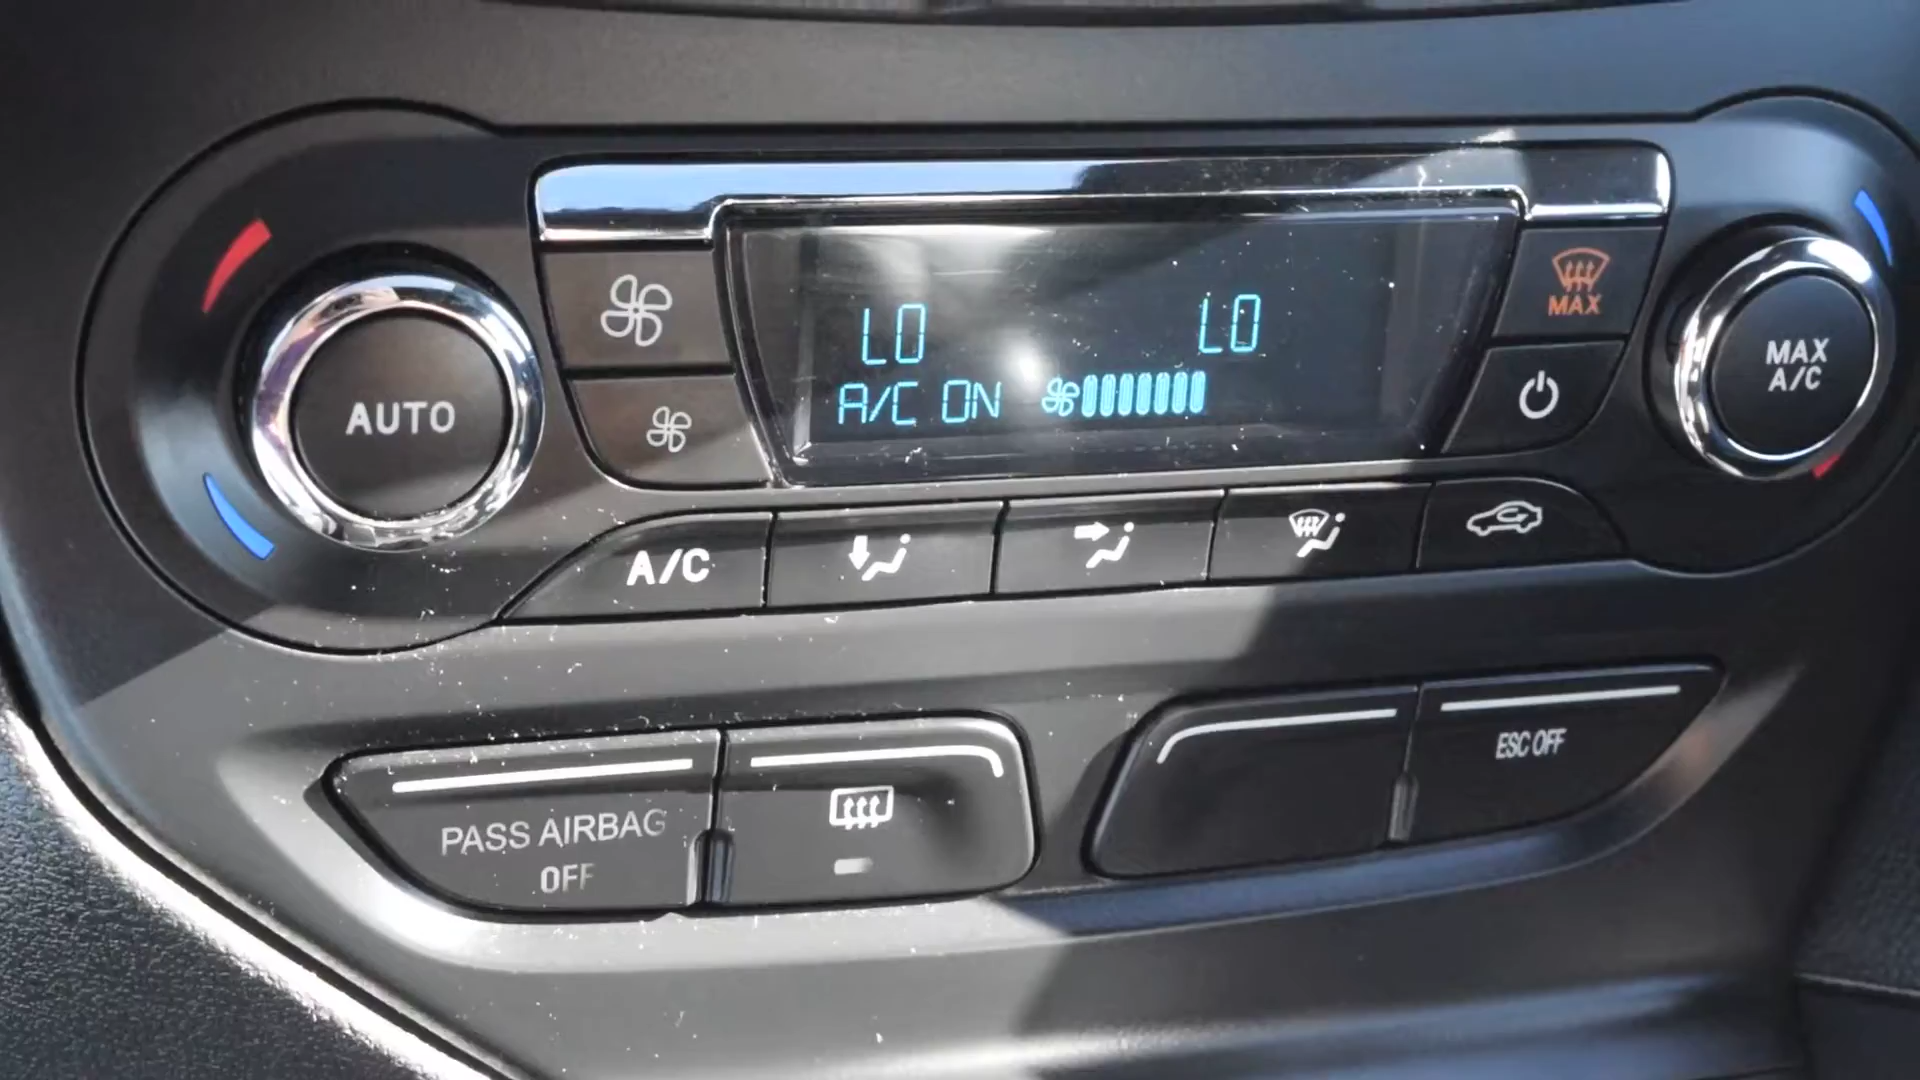 LO LO
MAX
MAX
A/C
AUTO
A/C ON
A/C
ESC OFF
PASS AIRBAG
OFF